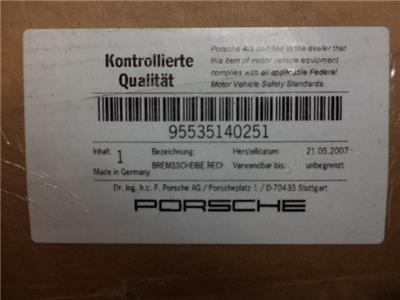 Kontrollierte
Qualität
Porsche AG certifies to the dealer that
this item of motor vehicle equipment
complies with all applicable Federal
Motor Vehicle Safety Standards.
95535140251
Inhalt: 1 Bezeichnung: Herstelldatum: 21.05.2007
BREMSSCHEIBE RECH Verwendbar bis: unbegrenzt
Made in Germany
Dr. Ing. h.c. F. Porsche AG / Porscheplatz 1 / D-70435 Stuttgart
PORSCHE